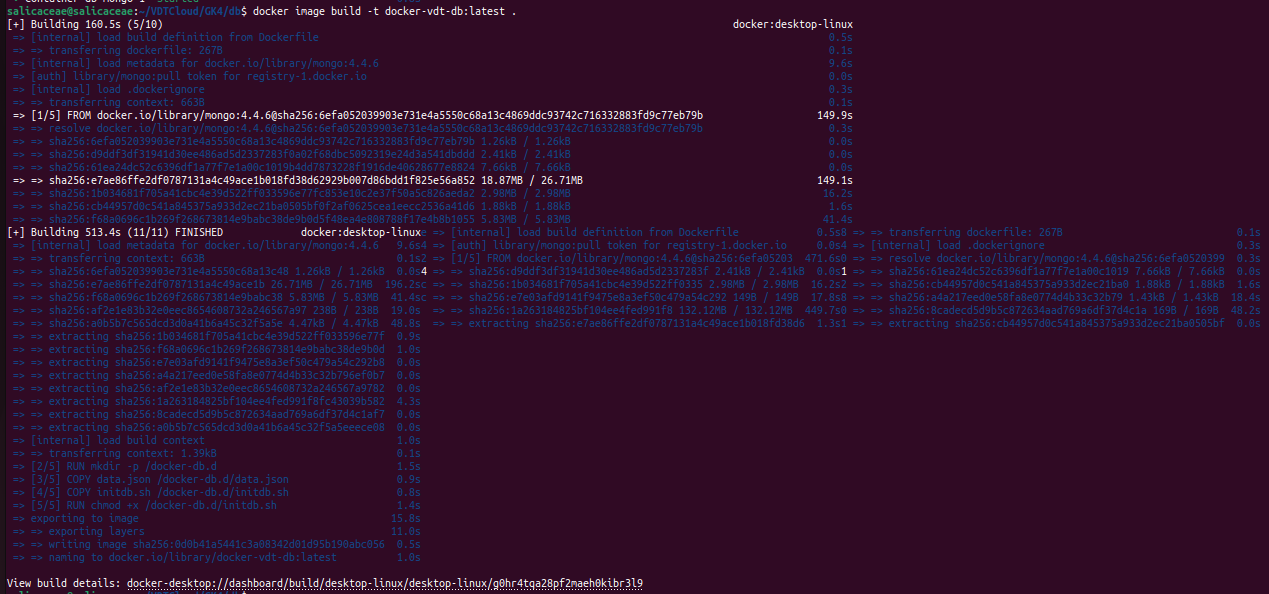 salicaceae@salicaceae:~/VDTCloud/GK4/db$ docker image build -t docker-vdt-db:latest .
[+] Building 160.5s (5/10) docker:desktop-linux
=> [internal] load build definition from Dockerfile 0.5s
=> => transferring dockerfile: 267B 0.1s
=> [internal] load metadata for docker.io/library/mongo:4.4.6 9.6s
=> [auth] library/mongo:pull token for registry-1.docker.io 0.0s
=> [internal] load .dockerignore 0.3s
=> => transferring context: 663B 0.1s
=> [1/5] FROM docker.io/library/mongo:4.4.6@sha256:6efa052039903e731e4a5550c68a13c4869ddc93742c716332883fd9c77eb79b 149.9s
=> => resolve docker.io/library/mongo:4.4.6@sha256:6efa052039903e731e4a5550c68a13c4869ddc93742c716332883fd9c77eb79b 0.3s
=> => sha256:6efa052039903e731e4a5550c68a13c4869ddc93742c716332883fd9c77eb79b 1.26kB / 1.26kB 0.0s
=> => sha256:d9ddf3df31941d30ee486ad5d2337283f0a02f68dbc5092319e24d3a541dbddd 2.41kB / 2.41kB 0.0s
=> => sha256:61ea24dc52c6396df1a77f7e1a00c1019b4dd7873228f1916de40628677e8824 7.66kB / 7.66kB 0.0s
=> => sha256:e7ae86ffe2df0787131a4c49ace1b018fd38d62929b007d86bdd1f825e56a852 18.87MB / 26.71MB 149.1s
=> => sha256:1b034681f705a41cbc4e39d522ff033596e77fc853e10c2e37f50a5c826aeda2 2.98MB / 2.98MB 16.2s
=> => sha256:cb44957d0c541a845375a933d2ec21ba0505bf0f2af0625cea1eecc2536a41d6 1.88kB / 1.88kB 1.6s
=> => sha256:f68a0696c1b269f268673814e9babc38de9b0d5f48ea4e808788f17e4b8b1055 5.83MB / 5.83MB 41.4s
[+] Building 513.4s (11/11) FINISHED docker:desktop-linuxe => [internal] load build definition from Dockerfile 0.5s8 => => transferring dockerfile: 267B 0.1s
=> [internal] load metadata for docker.io/library/mongo:4.4.6 9.6s4 => [auth] library/mongo:pull token for registry-1.docker.io 0.0s4 => [internal] load .dockerignore 0.3s
=> => transferring context: 663B 0.1s2 => [1/5] FROM docker.io/library/mongo:4.4.6@sha256:6efa05203 471.6s0 => => resolve docker.io/library/mongo:4.4.6@sha256:6efa0520399 0.3s
=> => sha256:6efa052039903e731e4a5550c68a13c48 1.26kB / 1.26kB 0.0s4 => => sha256:d9ddf3df31941d30ee486ad5d2337283f 2.41kB / 2.41kB 0.0s1 => => sha256:61ea24dc52c6396df1a77f7e1a00c1019 7.66kB / 7.66kB 0.0s
=> => sha256:e7ae86ffe2df0787131a4c49ace1b 26.71MB / 26.71MB 196.2sc => => sha256:1b034681f705a41cbc4e39d522ff0335 2.98MB / 2.98MB 16.2s2 => => sha256:cb44957d0c541a845375a933d2ec21ba0 1.88kB / 1.88kB 1.6s
=> => sha256:f68a0696c1b269f268673814e9babc38 5.83MB / 5.83MB 41.4sc => => sha256:e7e03afd9141f9475e8a3ef50c479a54c292 149B / 149B 17.8s8 => => sha256:a4a217eed0e58fa8e0774d4b33c32b79 1.43kB / 1.43kB 18.4s
=> => sha256:af2e1e83b32e0eec8654608732a246567a97 238B / 238B 19.0s => => sha256:1a263184825bf104ee4fed991f8 132.12MB / 132.12MB 449.7s0 => => sha256:8cadecd5d9b5c872634aad769a6df37d4c1a 169B / 169B 48.2s
=> => sha256:a0b5b7c565dcd3d0a41b6a45c32f5a5e 4.47kB / 4.47kB 48.8s => => extracting sha256:e7ae86ffe2df0787131a4c49ace1b018fd38d6 1.3s1 => => extracting sha256:cb44957d0c541a845375a933d2ec21ba0505bf 0.0s
=> => extracting sha256:1b034681f705a41cbc4e39d522ff033596e77f 0.9s
=> => extracting sha256:f68a0696c1b269f268673814e9babc38de9b0d 1.0s
=> => extracting sha256:e7e03afd9141f9475e8a3ef50c479a54c292b8 0.0s
=> => extracting sha256:a4a217eed0e58fa8e0774d4b33c32b796ef0b7 0.0s
=> => extracting sha256:af2e1e83b32e0eec8654608732a246567a9782 0.0s
=> => extracting sha256:1a263184825bf104ee4fed991f8fc43039b582 4.3s
=> => extracting sha256:8cadecd5d9b5c872634aad769a6df37d4c1af7 0.0s
=> => extracting sha256:a0b5b7c565dcd3d0a41b6a45c32f5a5eeece08 0.0s
=> [internal] load build context 1.0s
=> => transferring context: 1.39kB 0.1s
=> [2/5] RUN mkdir -p /docker-db.d 1.5s
=> [3/5] COPY data.json /docker-db.d/data.json 0.9s
=> [4/5] COPY initdb.sh /docker-db.d/initdb.sh 0.8s
=> [5/5] RUN chmod +x /docker-db.d/initdb.sh 1.4s
=> exporting to image 15.8s
=> => exporting layers 11.0s
=> => writing image sha256:0d0b41a5441c3a08342d01d95b190abc056 0.5s
=> => naming to docker.io/library/docker-vdt-db:latest 1.0s
View build details: docker-desktop://dashboard/build/desktop-linux/desktop-linux/g0hr4tqa28pf2maeh0kibr3l9